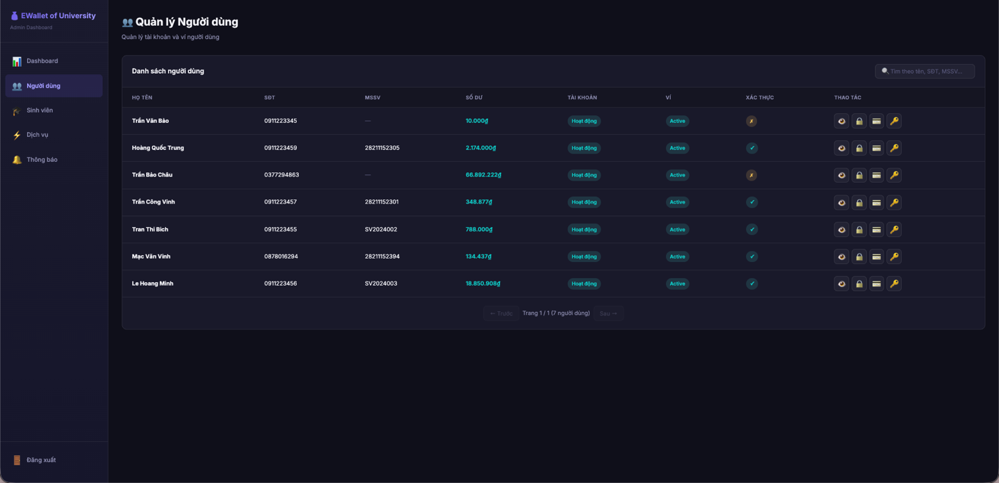 EWallet of University
Admin Dashboard
Dashboard
Người dùng
Sinh viên
Dịch vụ
Thông báo
Đăng xuất
Quản lý Người dùng
Quản lý tài khoản và ví người dùng
Danh sách người dùng
Tìm theo tên, SĐT, MSSV...
HỌ TÊN SĐT MSSV SỐ DƯ TÀI KHOẢN VÍ XÁC THỰC THAO TÁC
Trần Văn Bảo 0911223345 — 10.000₫ Hoạt động Active ✗
Hoàng Quốc Trung 0911223459 28211152305 2.174.000₫ Hoạt động Active ✓
Trần Bảo Châu 0377294863 — 66.892.222₫ Hoạt động Active ✗
Trần Công Vinh 0911223457 28211152301 348.877₫ Hoạt động Active ✓
Tran Thi Bich 0911223455 SV2024002 788.000₫ Hoạt động Active ✓
Mạc Văn Vinh 0878016294 28211152394 134.437₫ Hoạt động Active ✓
Le Hoang Minh 0911223456 SV2024003 18.850.908₫ Hoạt động Active ✓
← Trước Trang 1 / 1 (7 người dùng) Sau →